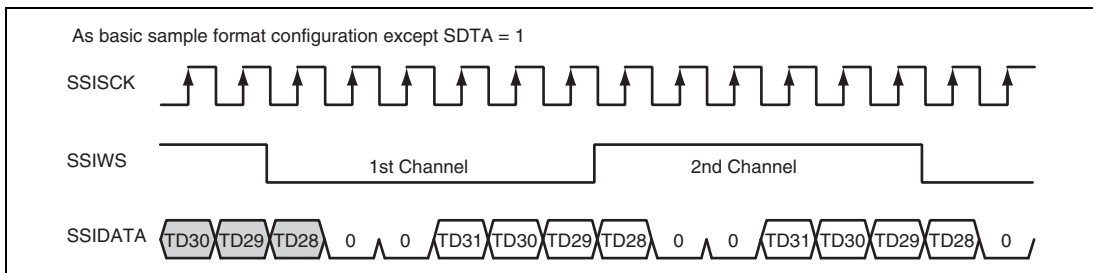 As basic sample format configuration except SDTA = 1
SSISCK
SSIWS 1st Channel 2nd Channel
SSIDATA TD30 TD29 TD28 0 0 TD31 TD30 TD29 TD28 0 0 TD31 TD30 TD29 TD28 0